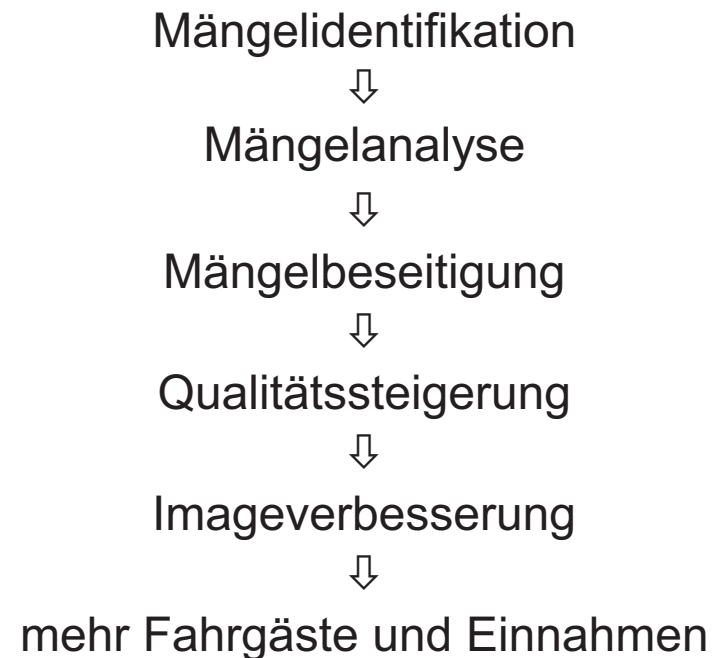 Mängelidentifikation
⇩
Mängelanalyse
⇩
Mängelbeseitigung
⇩
Qualitätssteigerung
⇩
Imageverbesserung
⇩
mehr Fahrgäste und Einnahmen